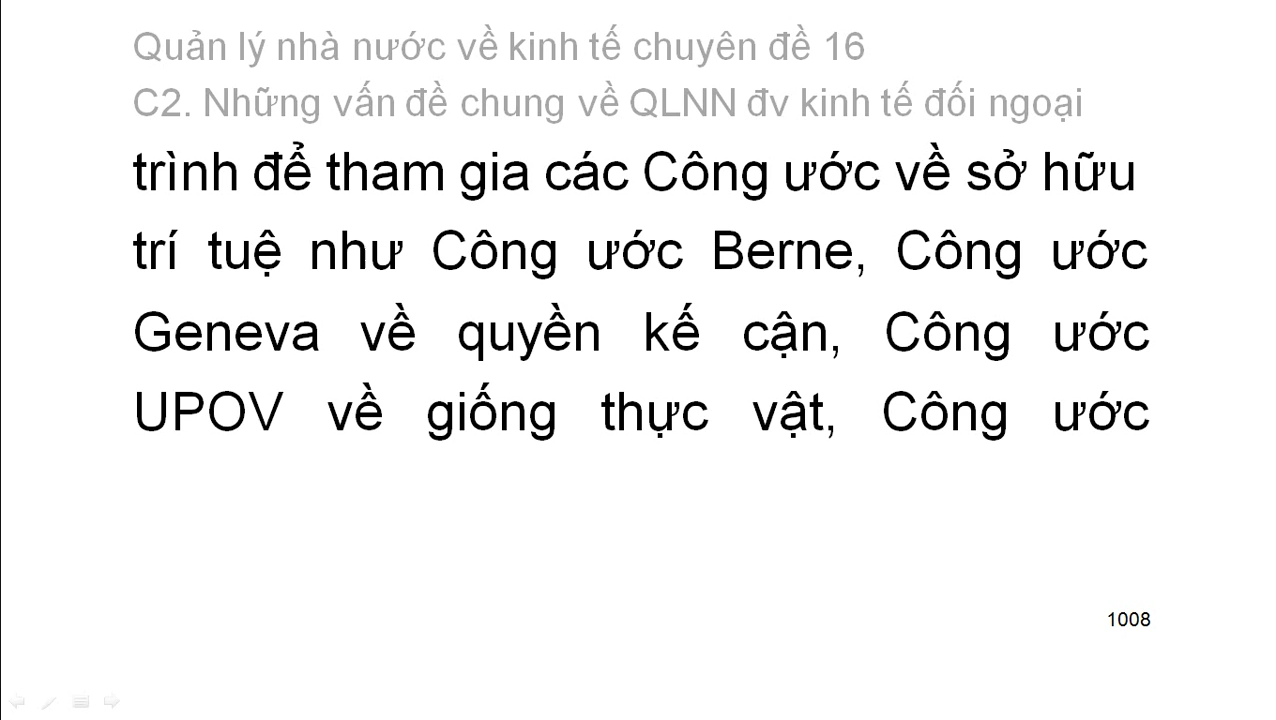 Quản lý nhà nước về kinh tế chuyên đề 16
C2. Những vấn đề chung về QLNN đv kinh tế đối ngoại
trình để tham gia các Công ước về sở hữu
trí tuệ như Công ước Berne, Công ước
Geneva về quyền kế cận, Công ước
UPOV về giống thực vật, Công ước
1008